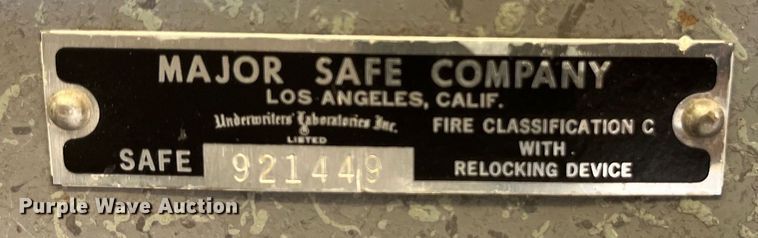 MAJOR SAFE COMPANY
LOS ANGELES, CALIF.
Underwriters' Laboratories Inc.
LISTED
SAFE 921449
FIRE CLASSIFICATION C
WITH
RELOCKING DEVICE
Purple Wave Auction